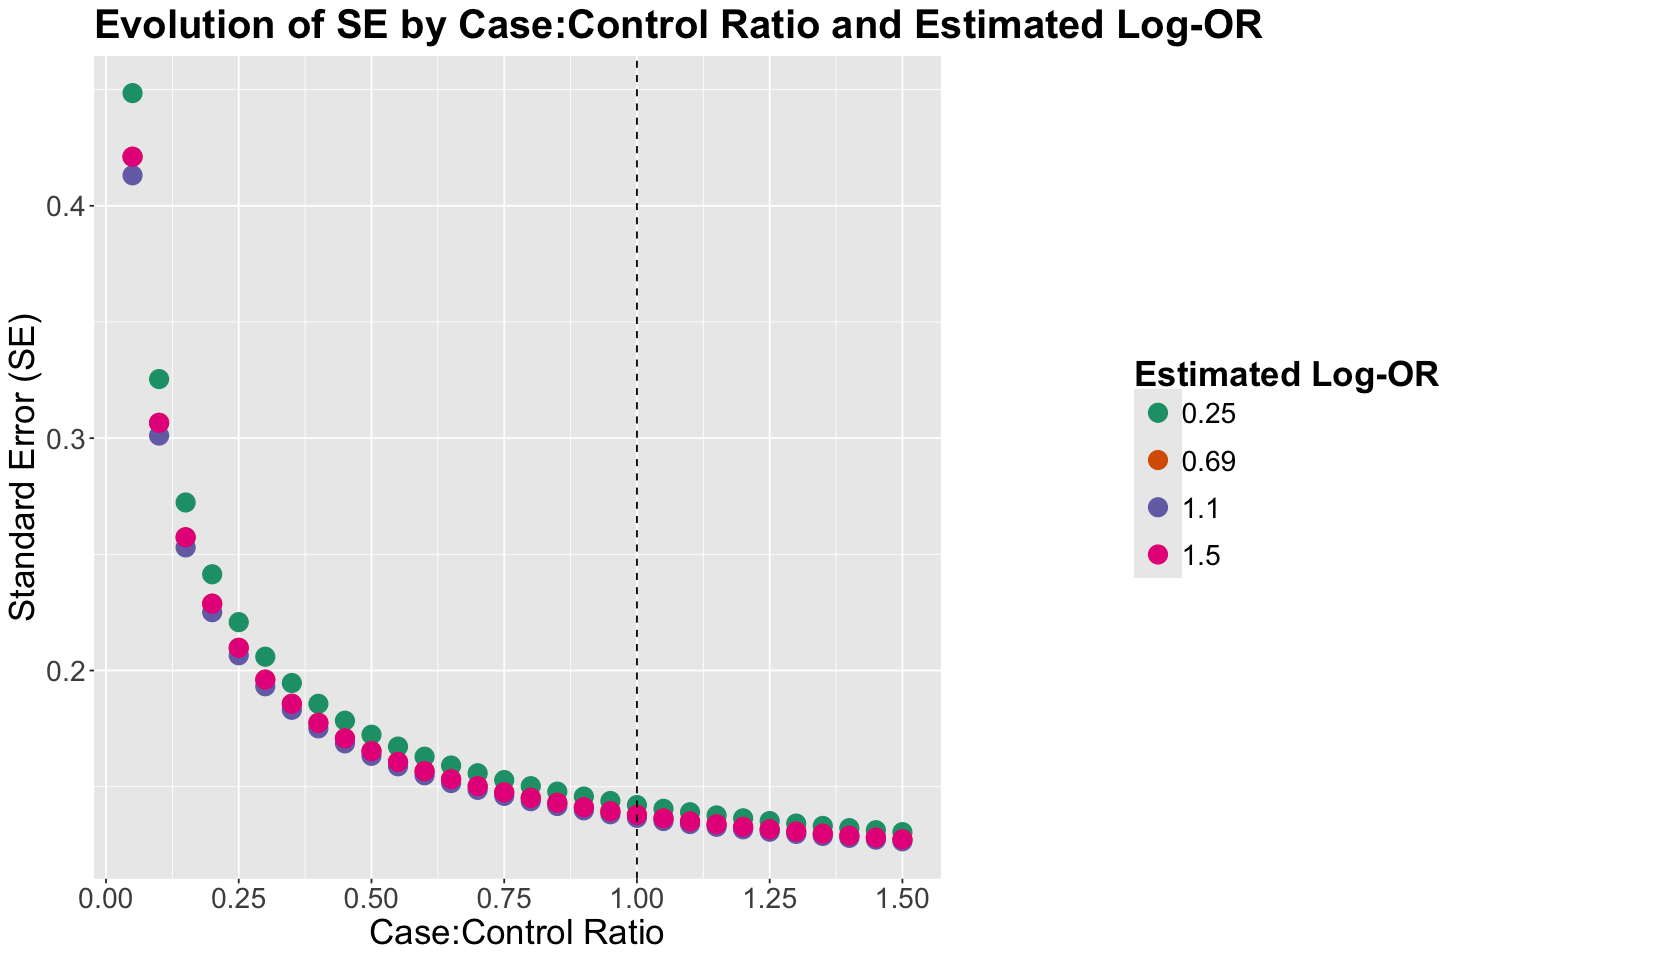 Evolution of SE by Case:Control Ratio and Estimated Log-OR
Standard Error (SE)
0.4
0.3
0.2
0.00 0.25 0.50 0.75 1.00 1.25 1.50
Case:Control Ratio
Estimated Log-OR
0.25
0.69
1.1
1.5